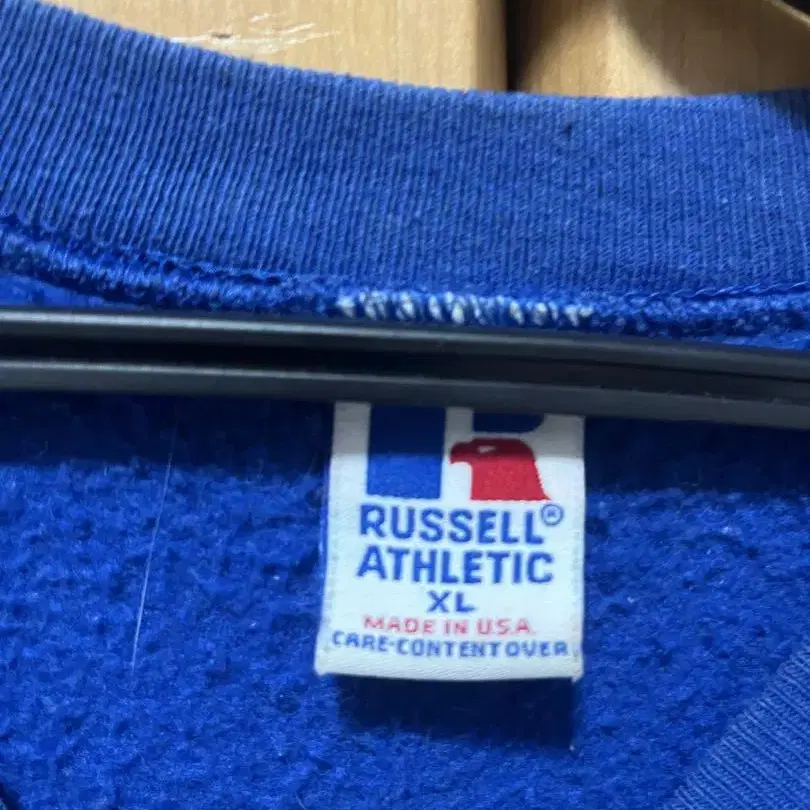 RUSSELL®
ATHLETIC
XL
MADE IN U.S.A.
CARE-CONTENT OVER